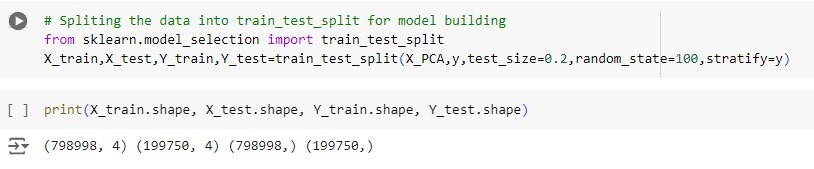 # Spliting the data into train_test_split for model building
from sklearn.model_selection import train_test_split
X_train,X_test,Y_train,Y_test=train_test_split(X_PCA,y,test_size=0.2,random_state=100,stratify=y)
[ ] print(X_train.shape, X_test.shape, Y_train.shape, Y_test.shape)
(798998, 4) (199750, 4) (798998,) (199750,)